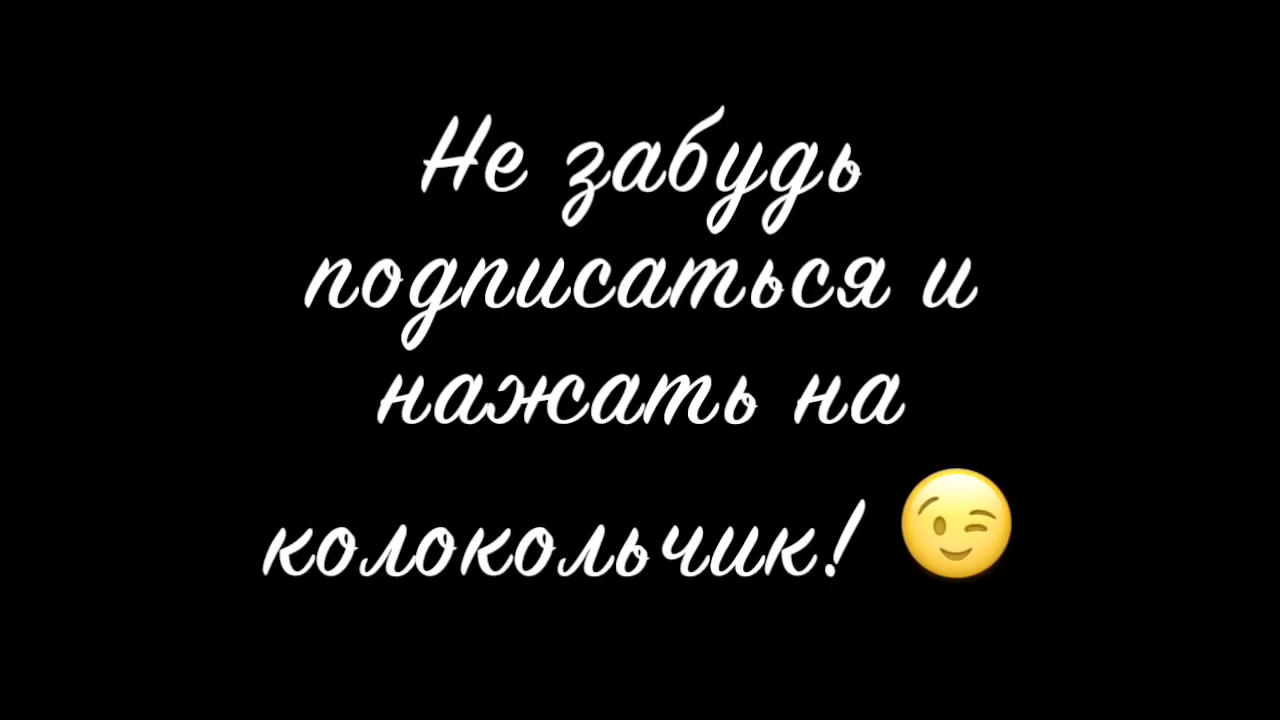 Не забудь
подписаться и
нажать на
колокольчик! 😉